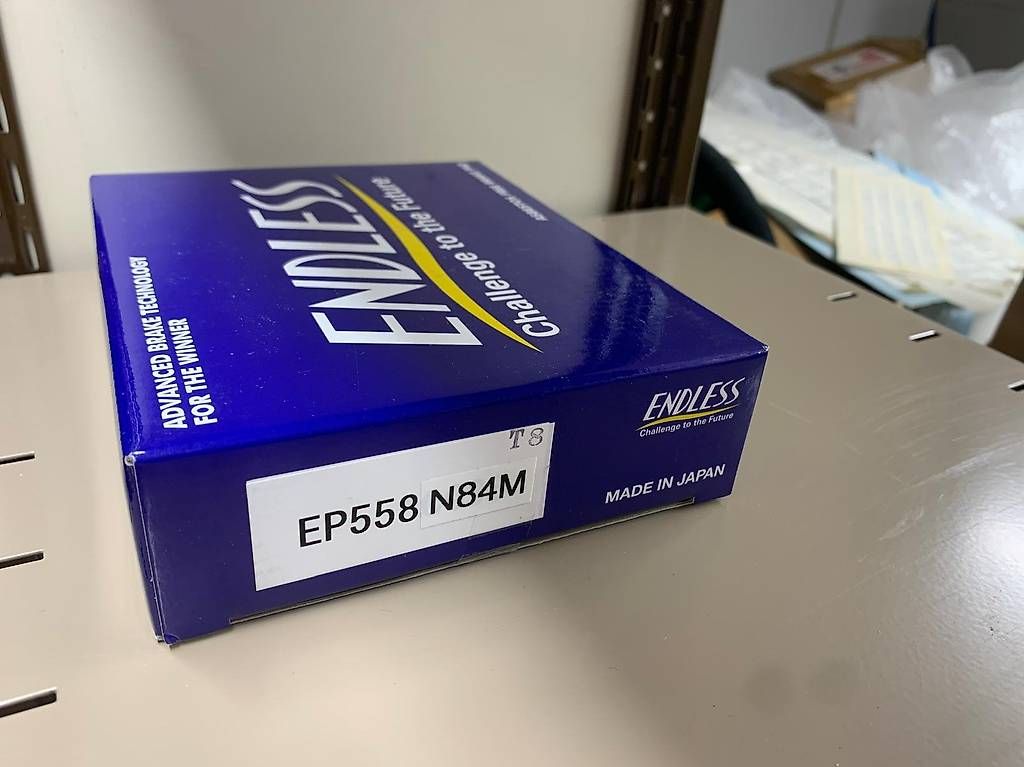 ENDLESS
Challenge to the Future
ADVANCED BRAKE TECHNOLOGY
FOR THE WINNER
ENDLESS
Challenge to the Future
T8
EP558 N84M
MADE IN JAPAN